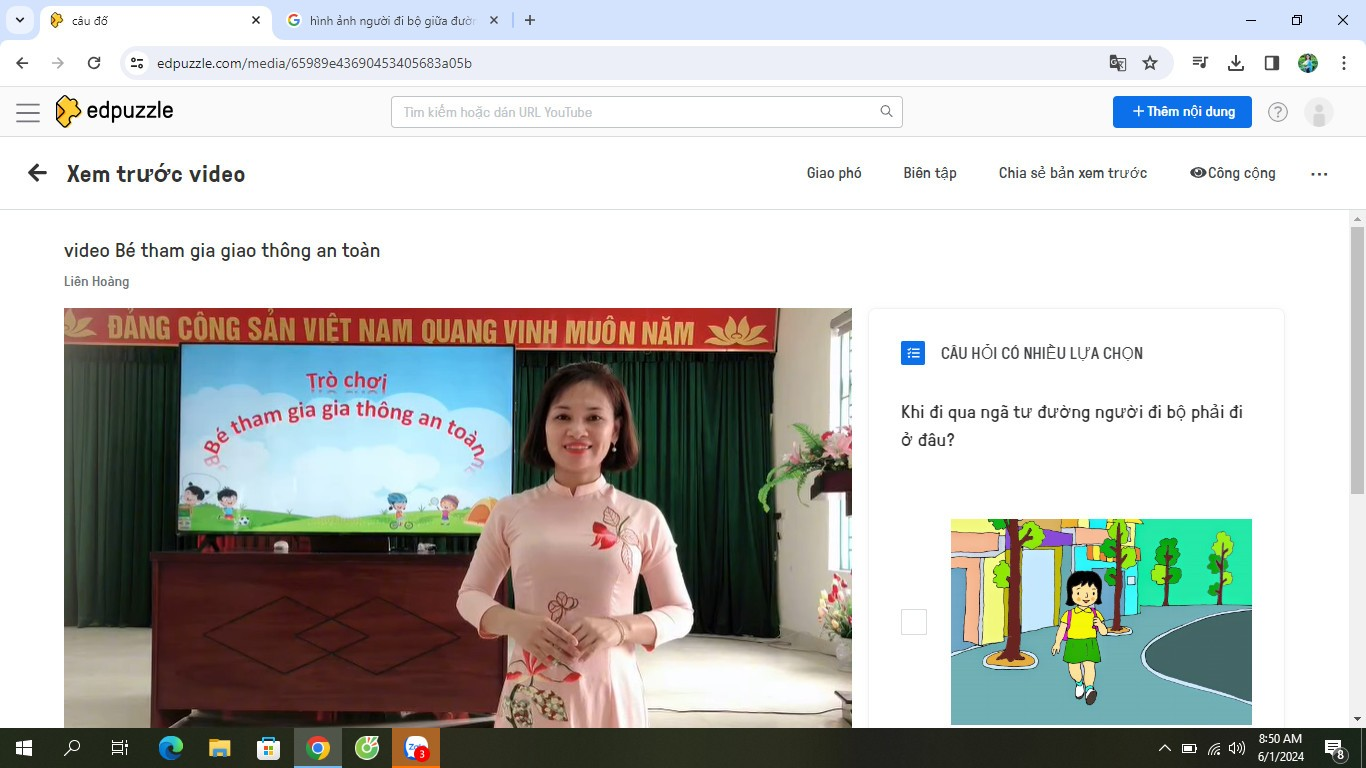 câu đố
hình ảnh người đi bộ giữa đườn
edpuzzle.com/media/65989e43690453405683a05b
edpuzzle
Tìm kiếm hoặc dán URL YouTube
+ Thêm nội dung
?
Xem trước video
Giao phó
Biên tập
Chia sẻ bản xem trước
Công cộng
video Bé tham gia giao thông an toàn
Liên Hoàng
ĐẢNG CỘNG SẢN VIỆT NAM QUANG VINH MUÔN NĂM
Trò chơi
Bé tham gia gia thông an toàn
CÂU HỎI CÓ NHIỀU LỰA CHỌN
Khi đi qua ngã tư đường người đi bộ phải đi
ở đâu?
Zalo
3
8:50 AM
6/1/2024
8